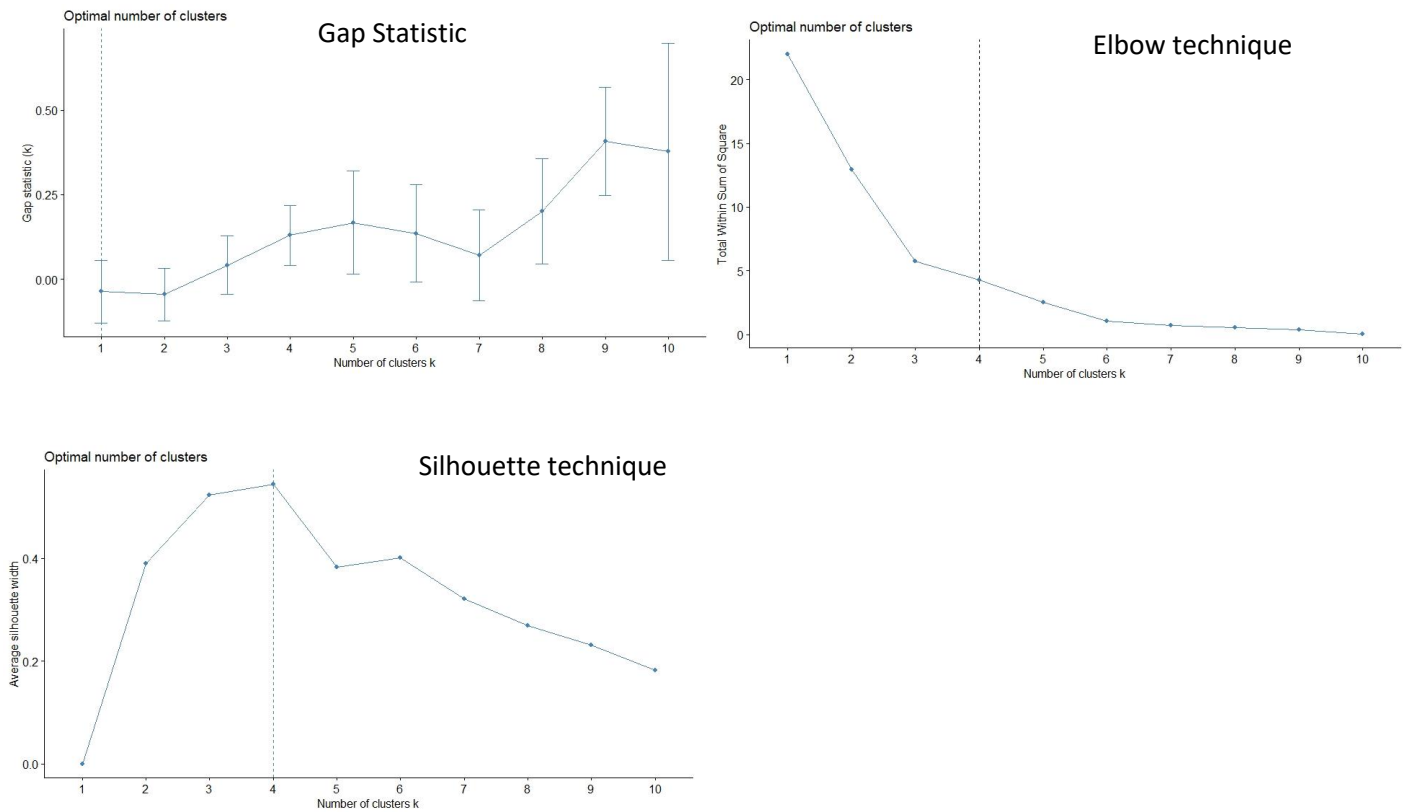 Optimal number of clusters
Gap Statistic
0.50
0.25
0.00
Gap statistic (k)
1 2 3 4 5 6 7 8 9 10
Number of clusters k
Optimal number of clusters
Elbow technique
20
15
10
5
0
Total Within Sum of Square
1 2 3 4 5 6 7 8 9 10
Number of clusters k
Optimal number of clusters
Silhouette technique
0.4
0.2
0.0
Average silhouette width
1 2 3 4 5 6 7 8 9 10
Number of clusters k